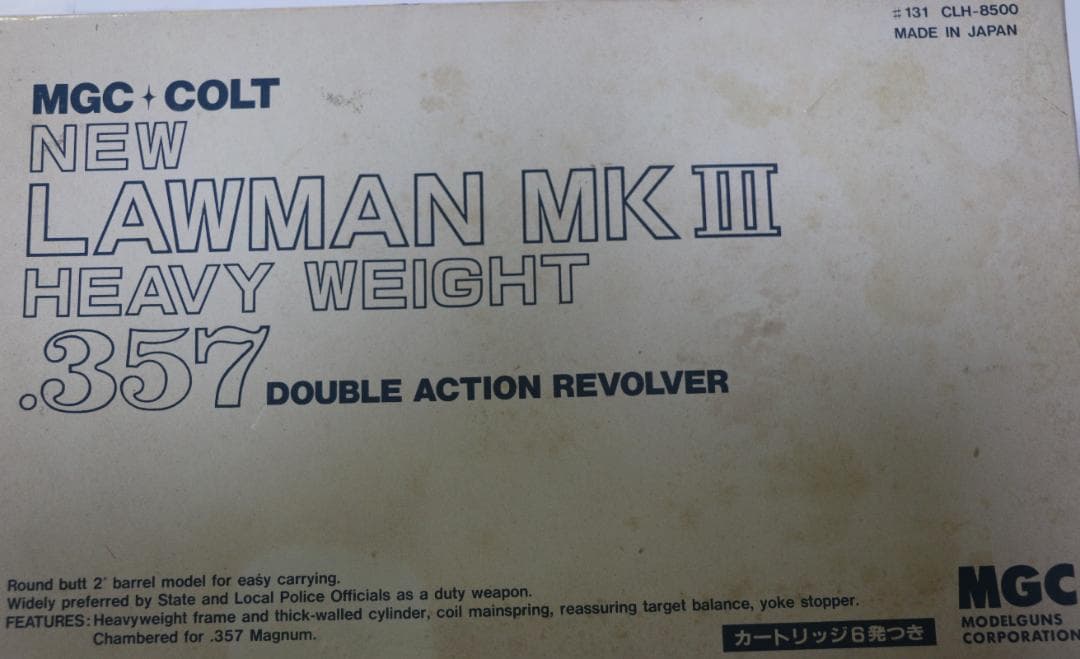 #131 CLH-8500
MADE IN JAPAN
MGC COLT
NEW
LAWMAN MK III
HEAVY WEIGHT
.357 DOUBLE ACTION REVOLVER
Round butt 2" barrel model for easy carrying.
Widely preferred by State and Local Police Officials as a duty weapon.
FEATURES: Heavyweight frame and thick-walled cylinder, coil mainspring, reassuring target balance, yoke stopper.
Chambered for .357 Magnum.
カートリッジ6発つき
MGC
MODELGUNS
CORPORATION